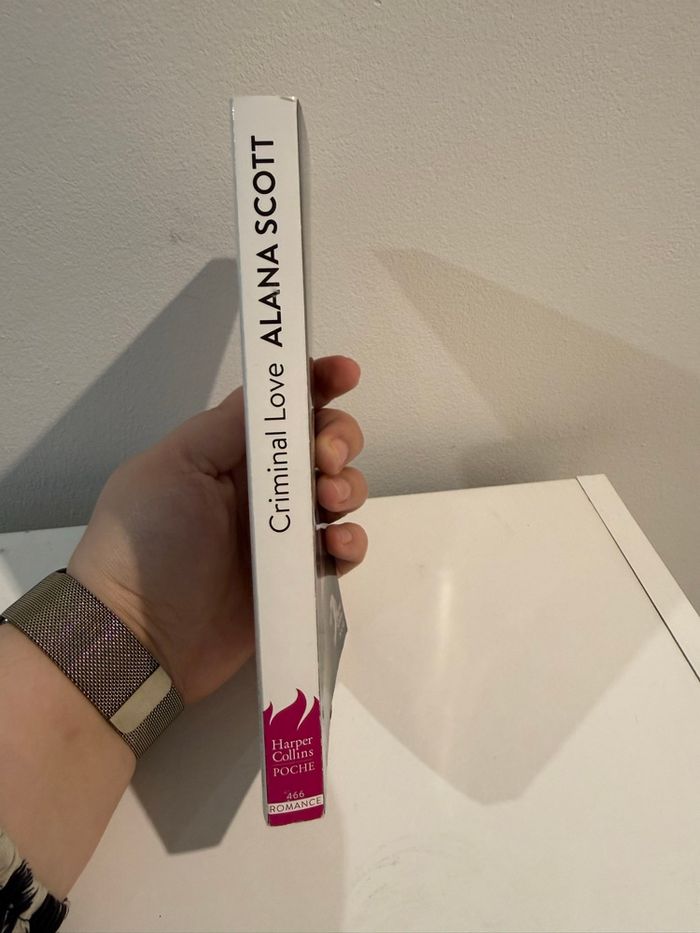 Criminal Love ALANA SCOTT
Harper
Collins
POCHE
466
ROMANCE